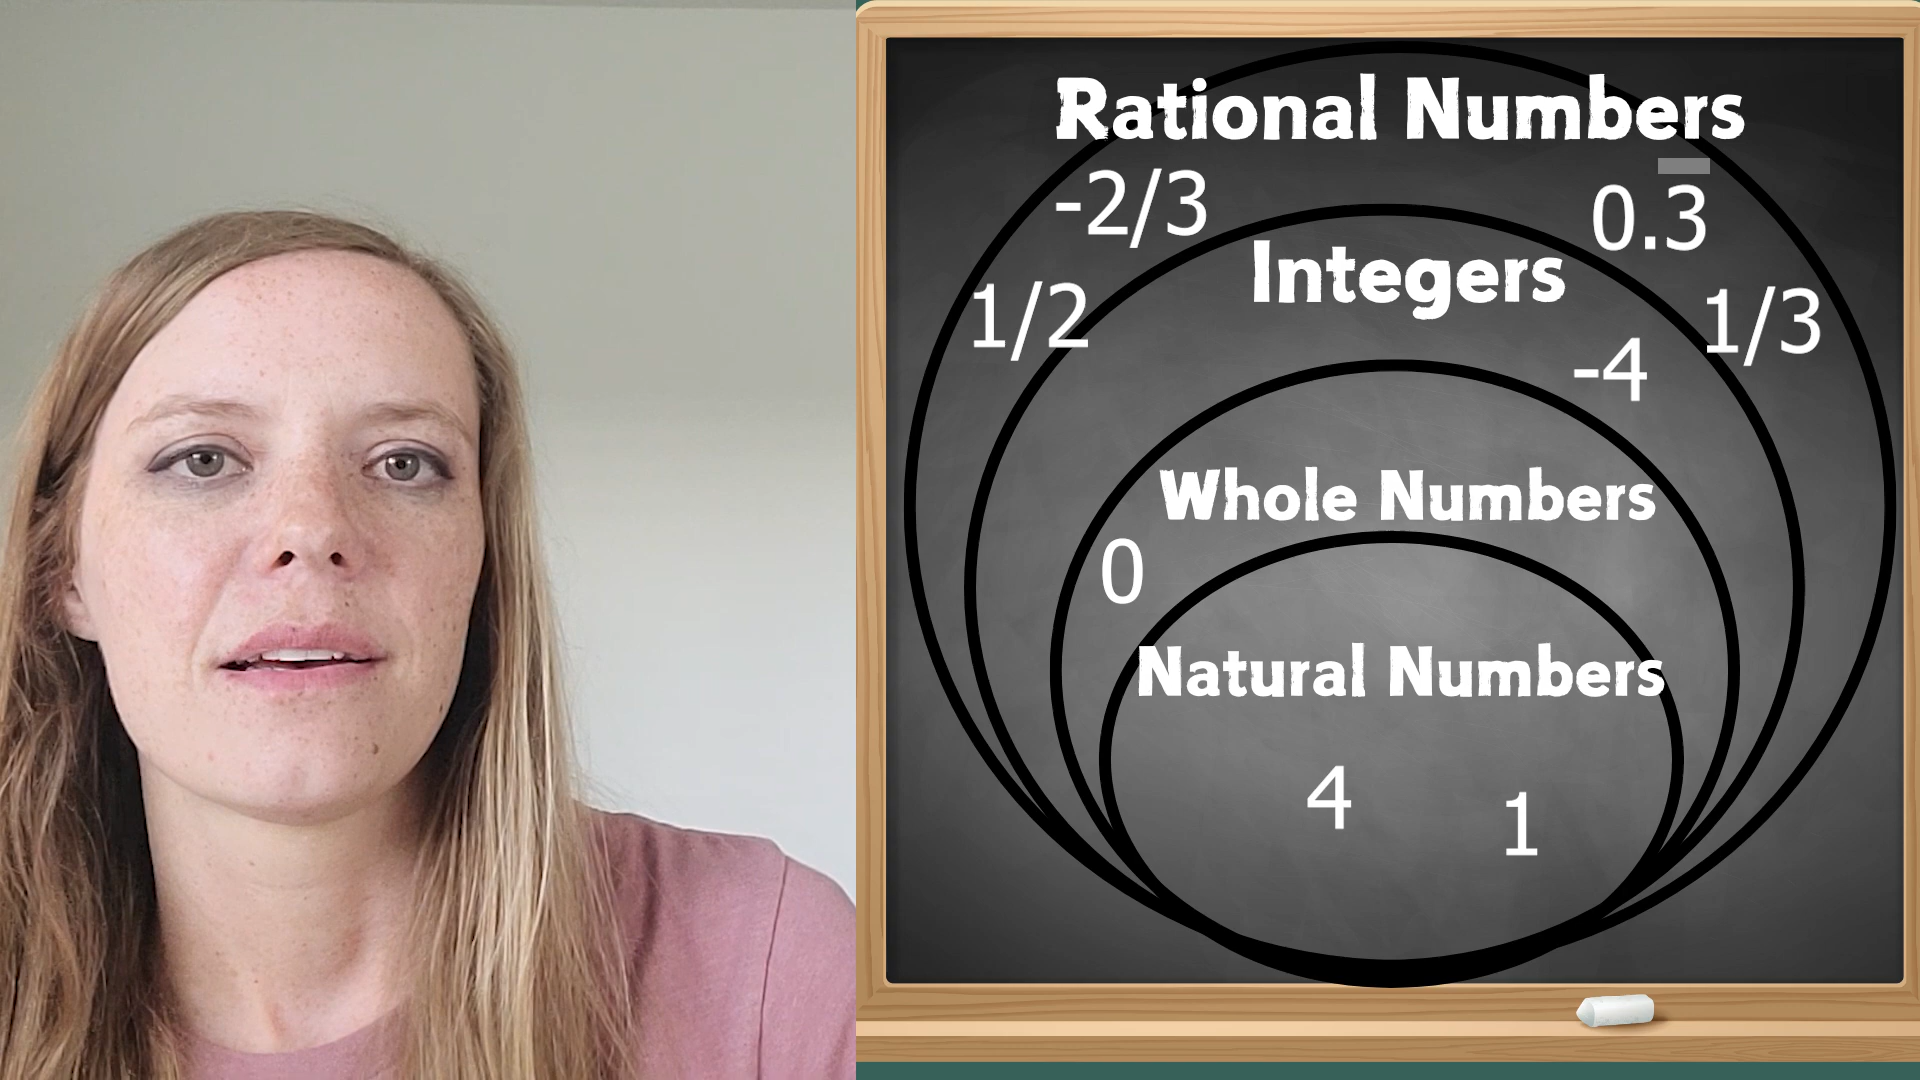 Rational Numbers
-2/3
0.3̅
Integers
1/2
1/3
-4
Whole Numbers
0
Natural Numbers
4
1